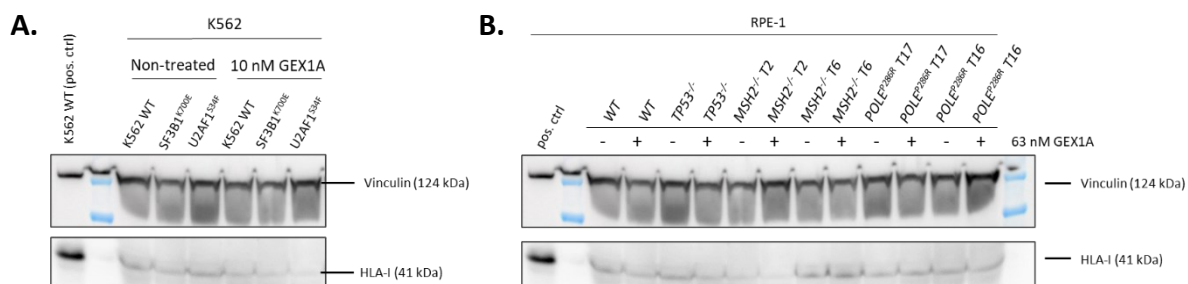 A.
K562
Non-treated
10 nM GEX1A
K562 WT (pos. ctrl)
K562 WT
SF3B1K700E
U2AF1S34F
K562 WT
SF3B1K700E
U2AF1S34F
Vinculin (124 kDa)
HLA-I (41 kDa)
B.
RPE-1
pos. ctrl
WT
WT
TP53-/-
TP53-/-
MSH2-/- T2
MSH2-/- T2
MSH2-/- T6
MSH2-/- T6
POLEP286R T17
POLEP286R T17
POLEP286R T16
POLEP286R T16
- + - + - + - + - + - + 63 nM GEX1A
Vinculin (124 kDa)
HLA-I (41 kDa)